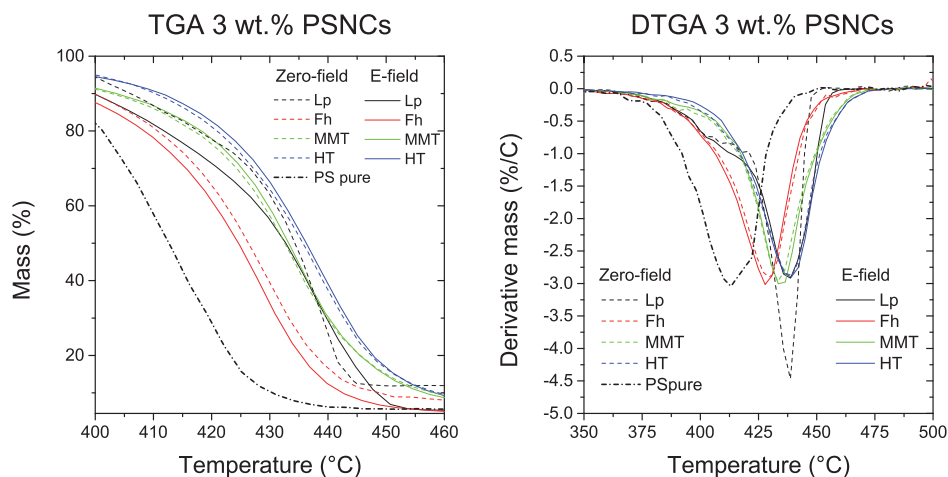 TGA 3 wt.% PSNCs
Mass (%)
100
80
60
40
20
400 410 420 430 440 450 460
Temperature (°C)
Zero-field E-field
Lp Lp
Fh Fh
MMT MMT
HT HT
PS pure
DTGA 3 wt.% PSNCs
Derivative mass (%/C)
0.5
0.0
-0.5
-1.0
-1.5
-2.0
-2.5
-3.0
-3.5
-4.0
-4.5
-5.0
350 375 400 425 450 475 500
Temperature (°C)
Zero-field E-field
Lp Lp
Fh Fh
MMT MMT
HT HT
PSpure